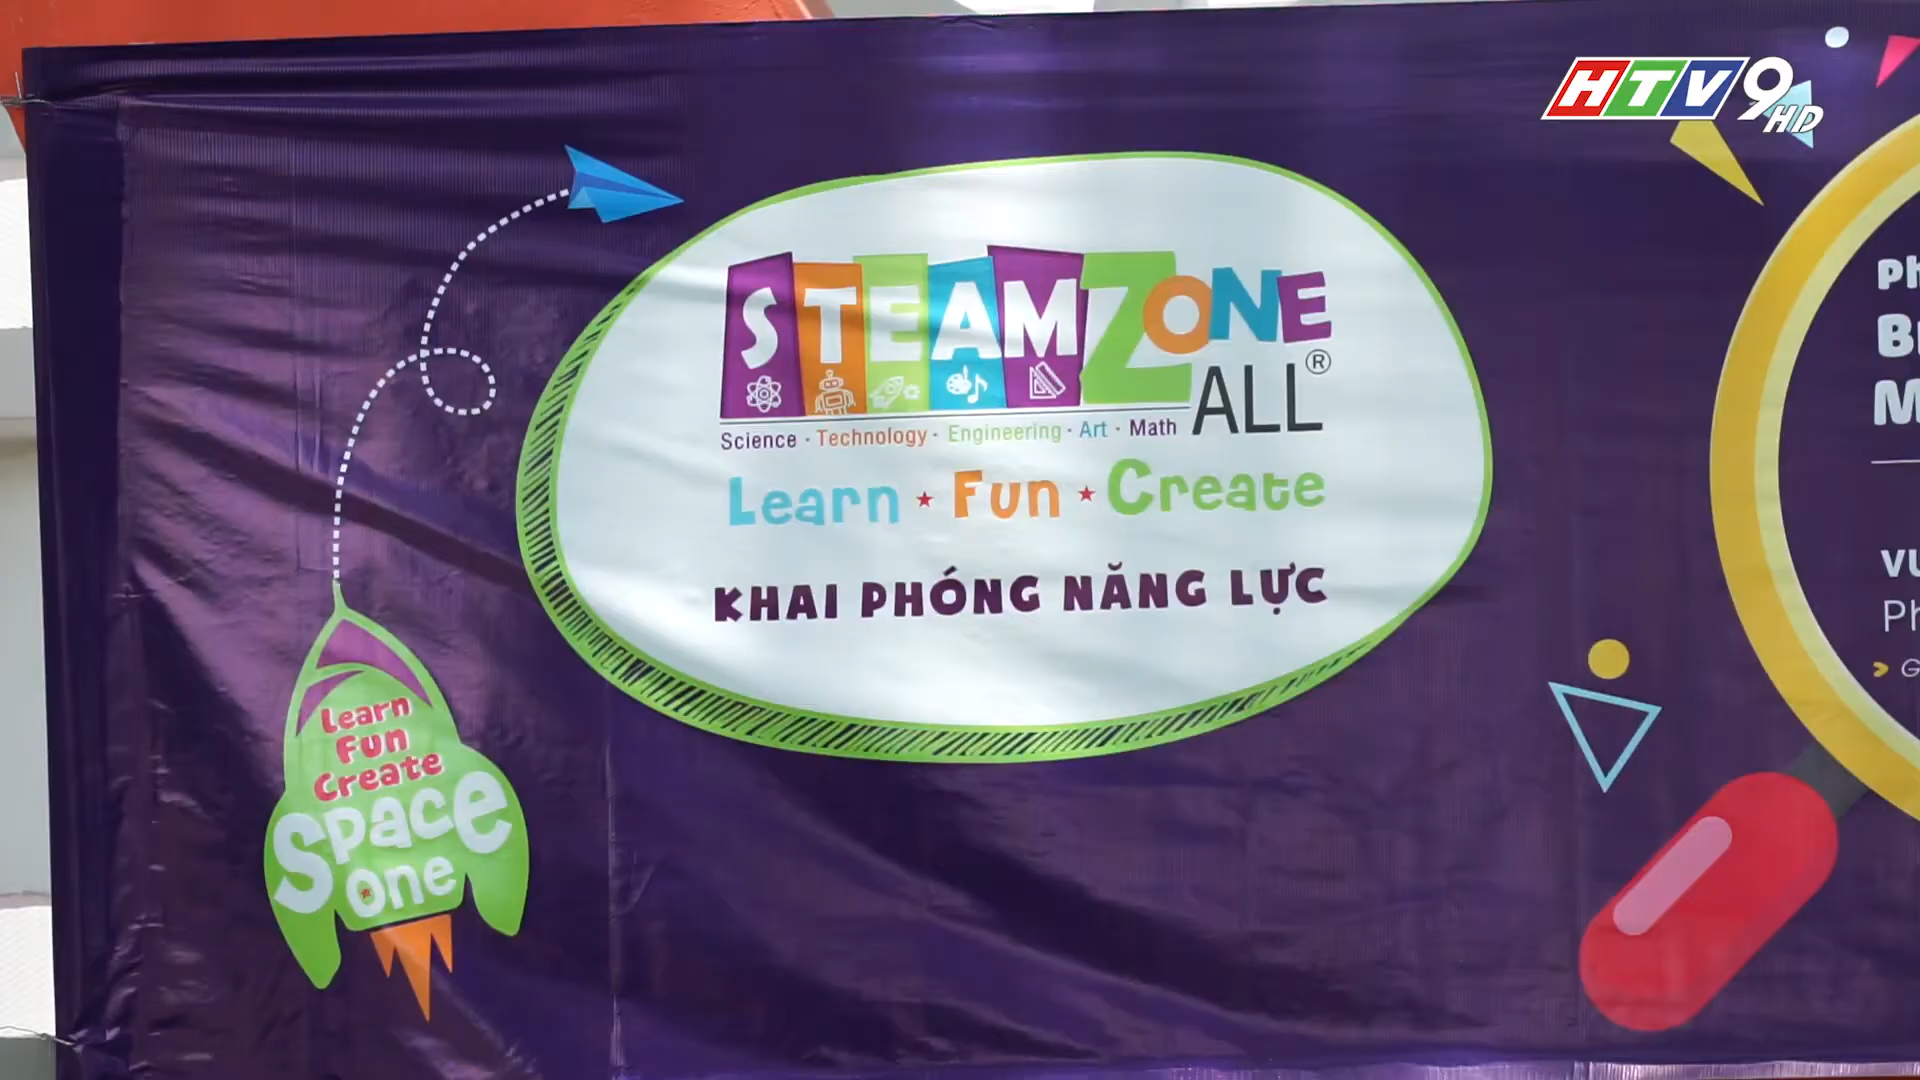 HTV9 HD
STEAMZONE
ALL®
Science · Technology · Engineering · Art · Math
Learn ★ Fun ★ Create
KHAI PHÓNG NĂNG LỰC
Learn
Fun
Create
Space
one